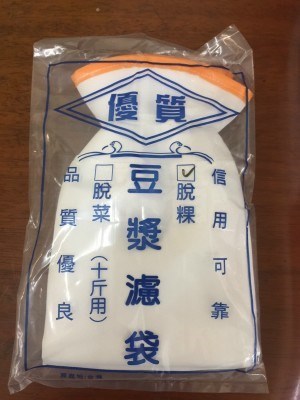 優質
信用可靠
☑脫粿
豆漿濾袋
☐脫菜(十斤用)
品質優良